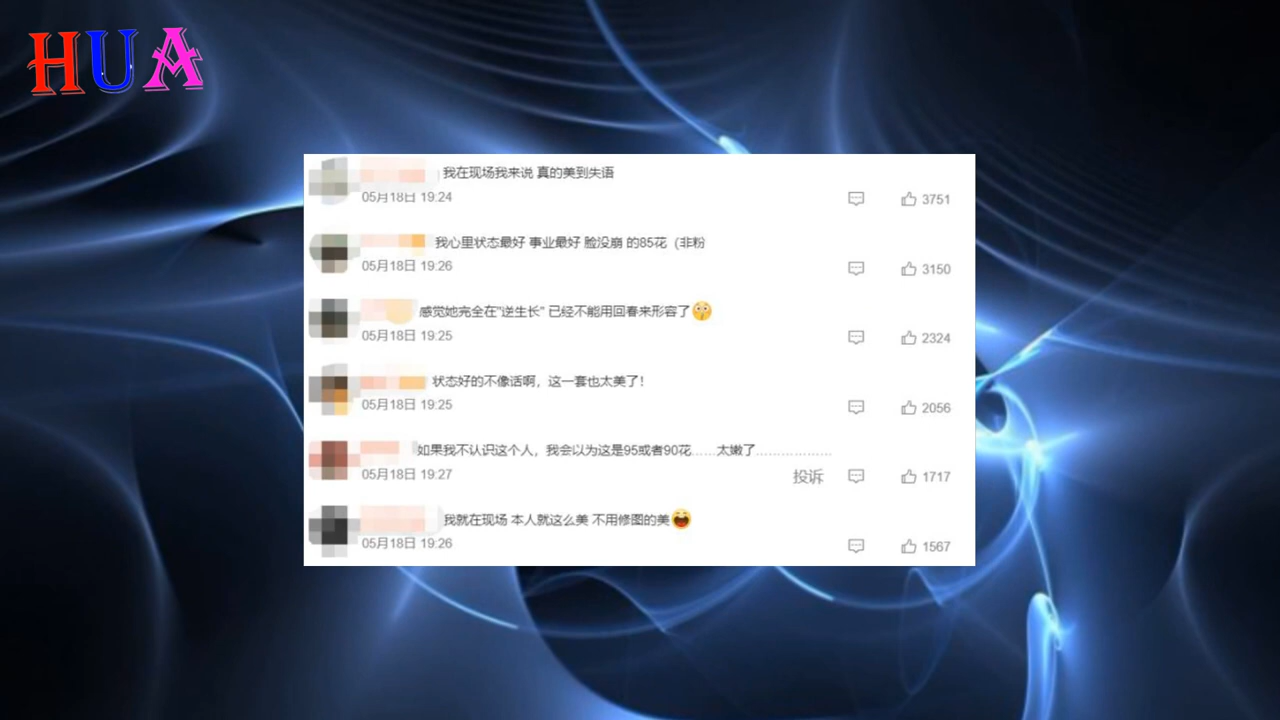 HUA
我在现场我来说 真的美到失语
05月18日 19:24
3751
我心里状态最好 事业最好 脸没崩 的85花（非粉
05月18日 19:26
3150
感觉她完全在"逆生长" 已经不能用回春来形容了
05月18日 19:25
2324
状态好的不像话啊，这一套也太美了！
05月18日 19:25
2056
如果我不认识这个人，我会以为这是95或者90花……太嫩了………………
05月18日 19:27
投诉
1717
我就在现场 本人就这么美 不用修图的美
05月18日 19:26
1567